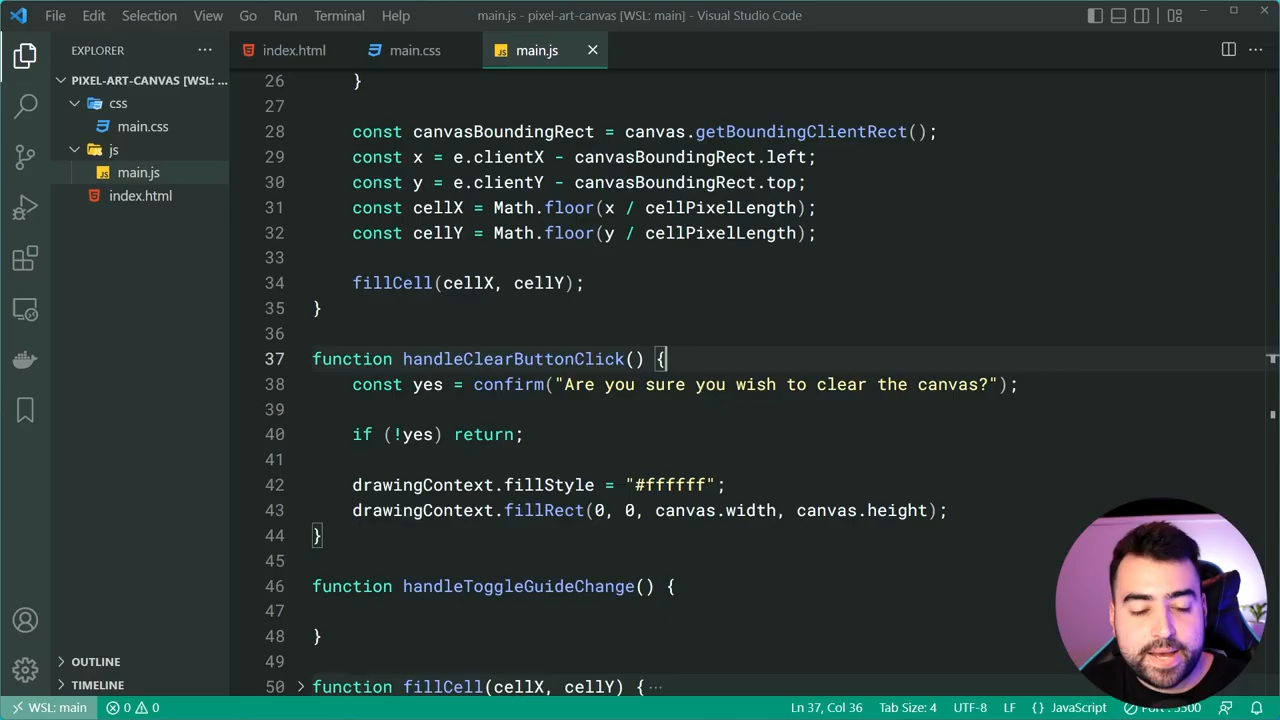 File Edit Selection View Go Run Terminal Help main.js - pixel-art-canvas [WSL: main] - Visual Studio Code
EXPLORER ...
index.html main.css JS main.js
PIXEL-ART-CANVAS [WSL: ...
css
main.css
js
JS main.js
index.html
26 }
27
28 const canvasBoundingRect = canvas.getBoundingClientRect();
29 const x = e.clientX - canvasBoundingRect.left;
30 const y = e.clientY - canvasBoundingRect.top;
31 const cellX = Math.floor(x / cellPixelLength);
32 const cellY = Math.floor(y / cellPixelLength);
33
34 fillCell(cellX, cellY);
35 }
36
37 function handleClearButtonClick() {
38 const yes = confirm("Are you sure you wish to clear the canvas?");
39
40 if (!yes) return;
41
42 drawingContext.fillStyle = "#ffffff";
43 drawingContext.fillRect(0, 0, canvas.width, canvas.height);
44 }
45
46 function handleToggleGuideChange() {
47
48 }
49
50 function fillCell(cellX, cellY) { ...
OUTLINE
TIMELINE
WSL: main 0 0 Ln 37, Col 36 Tab Size: 4 UTF-8 LF {} JavaScript